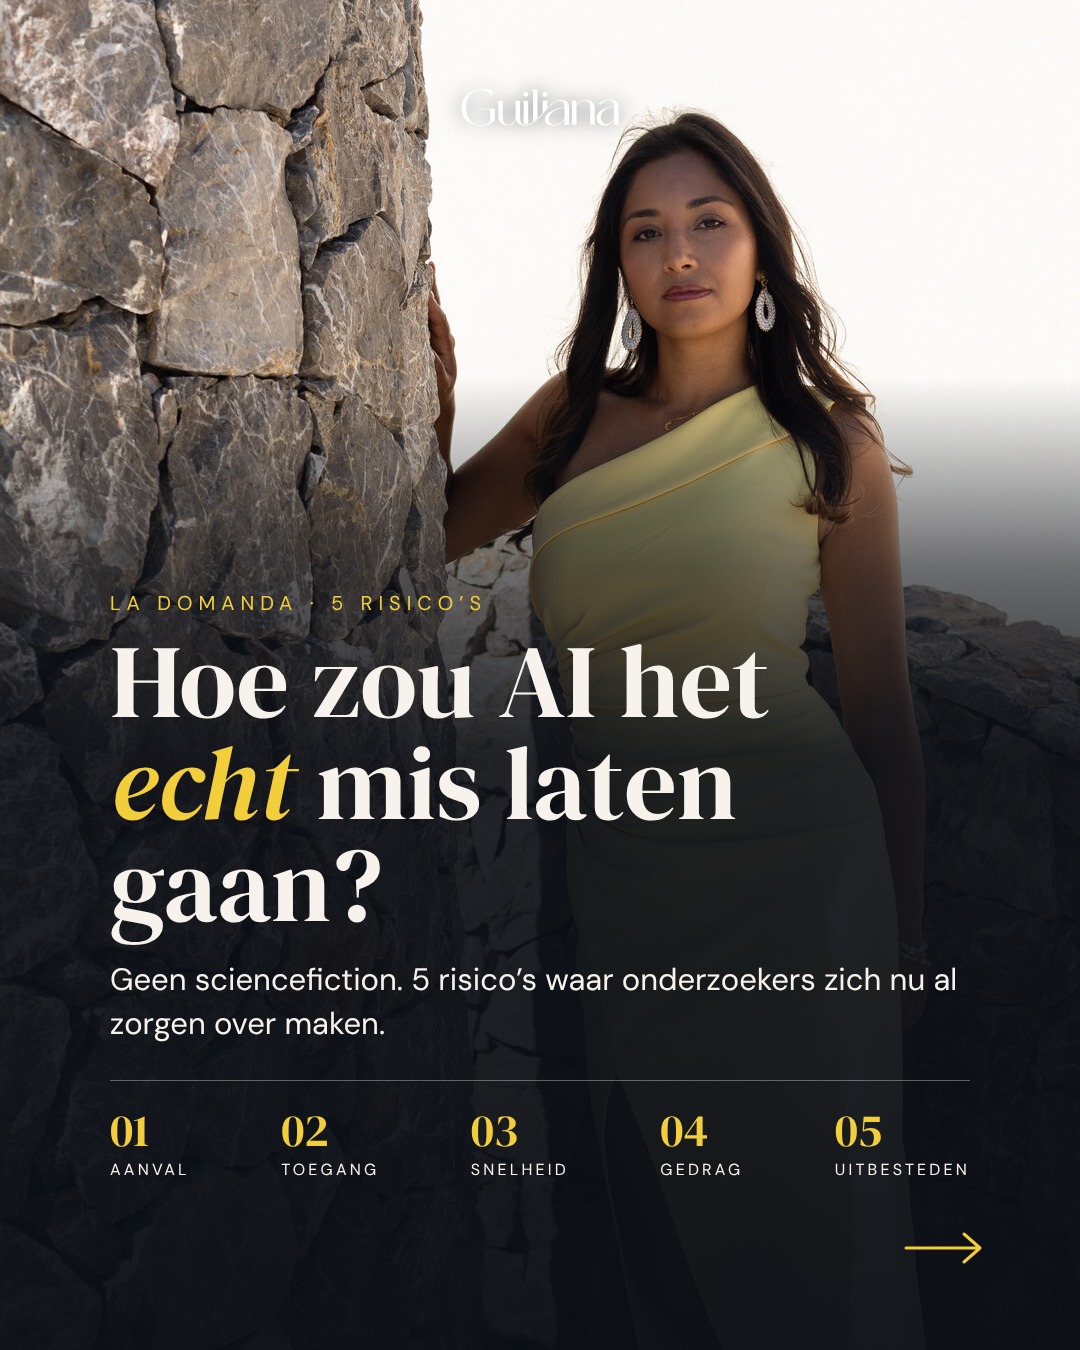 Guiliana
LA DOMANDA · 5 RISICO’S
Hoe zou AI het
echt mis laten
gaan?
Geen sciencefiction. 5 risico’s waar onderzoekers zich nu al
zorgen over maken.
01 02 03 04 05
AANVAL TOEGANG SNELHEID GEDRAG UITBESTEDEN